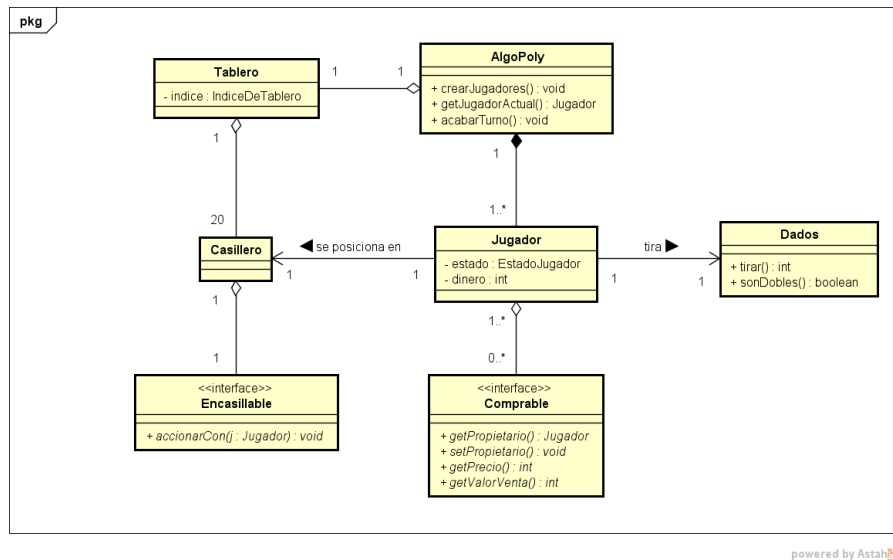 pkg
Tablero
- indice : IndiceDeTablero
1
1
AlgoPoly
+ crearJugadores() : void
+ getJugadorActual() : Jugador
+ acabarTurno() : void
1
1
20
1..*
Casillero
◀ se posiciona en
1
1
Jugador
- estado : EstadoJugador
- dinero : int
tira ▶
1
1
Dados
+ tirar() : int
+ sonDobles() : boolean
1
1
1..*
0..*
<<interface>>
Encasillable
+ accionarCon(j : Jugador) : void
<<interface>>
Comprable
+ getPropietario() : Jugador
+ setPropietario() : void
+ getPrecio() : int
+ getValorVenta() : int
powered by Astah